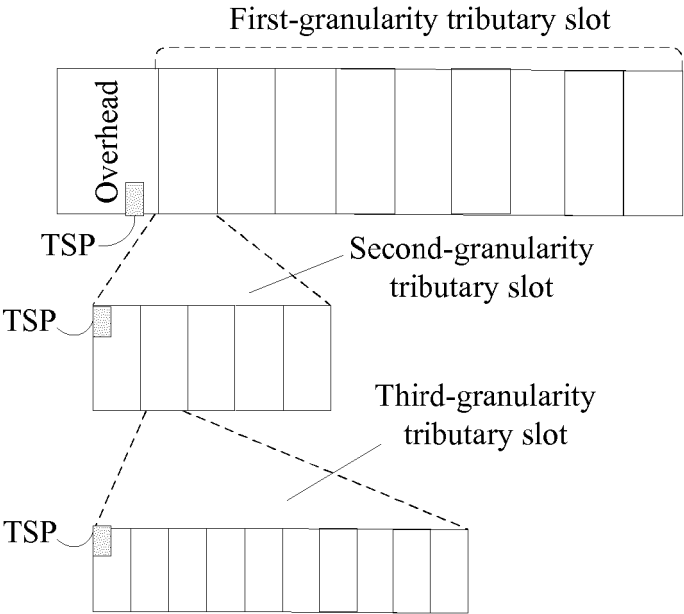 First-granularity tributary slot
Overhead
TSP
Second-granularity
tributary slot
TSP
Third-granularity
tributary slot
TSP